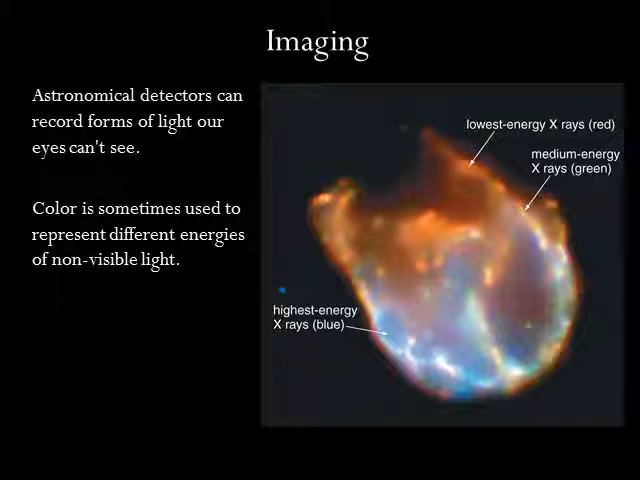 Imaging
Astronomical detectors can
record forms of light our
eyes can't see.
Color is sometimes used to
represent different energies
of non-visible light.
lowest-energy X rays (red)
medium-energy
X rays (green)
highest-energy
X rays (blue)